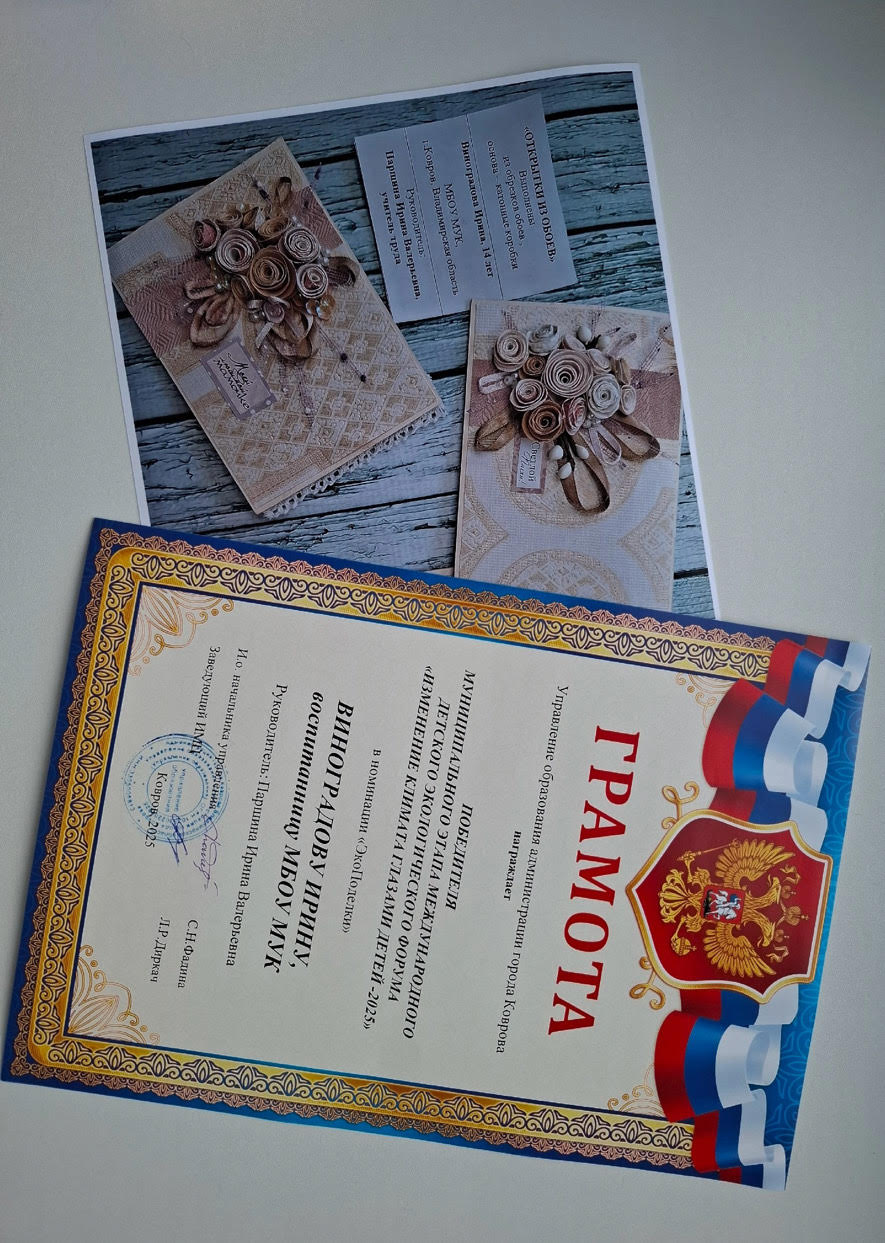 «ОТКРЫТКИ ИЗ ОБОЕВ»
Выполнены
из обрезков обоев,
основа – картонные коробки
Виноградова Ирина, 14 лет
МБОУ МУК,
г.Ковров, Владимирская область
Руководитель:
Паршина Ирина Валерьевна,
учитель труда
Моей
маме
ГРАМОТА
Управление образования администрации города Коврова
награждает
ПОБЕДИТЕЛЯ
МУНИЦИПАЛЬНОГО ЭТАПА МЕЖДУНАРОДНОГО
ДЕТСКОГО ЭКОЛОГИЧЕСКОГО ФОРУМА
«ИЗМЕНЕНИЕ КЛИМАТА ГЛАЗАМИ ДЕТЕЙ -2025»
в номинации «ЭкоПоделки»
ВИНОГРАДОВУ ИРИНУ,
воспитанницу МБОУ МУК
Руководитель: Паршина Ирина Валерьевна
И.о. начальника управления С.Н.Фадина
Заведующий ИМЦ Л.Р.Диркач
Ковров, 2025